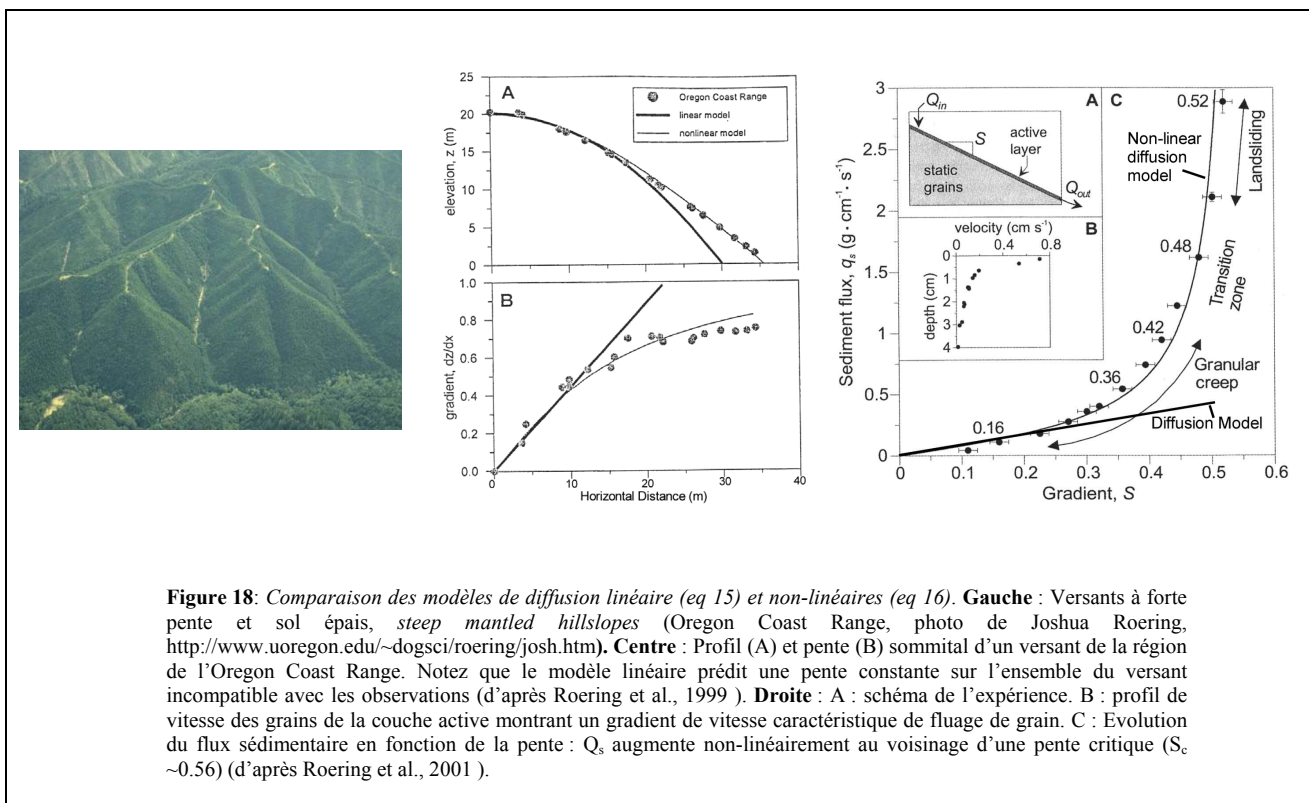 25
20
15
10
5
0
elevation, z (m)
A
Oregon Coast Range
linear model
nonlinear model
1.0
0.8
0.6
0.4
0.2
0.0
gradient, dz/dx
B
0
10
20
30
40
Horizontal Distance (m)
3
2.5
2
1.5
1
0.5
0
Sediment flux, qs (g · cm-1 · s-1)
A
Qin
S
active
layer
static
grains
Qout
B
velocity (cm s-1)
0
0.4
0.8
depth (cm)
0
1
2
3
4
C
0.52
Non-linear
diffusion
model
Landsliding
0.48
Transition
zone
0.42
0.36
Granular
creep
0.16
Diffusion Model
0
0.1
0.2
0.3
0.4
0.5
0.6
Gradient, S
Figure 18: Comparaison des modèles de diffusion linéaire (eq 15) et non-linéaires (eq 16). Gauche : Versants à forte
pente et sol épais, steep mantled hillslopes (Oregon Coast Range, photo de Joshua Roering,
http://www.uoregon.edu/~dogsci/roering/josh.htm). Centre : Profil (A) et pente (B) sommital d’un versant de la région
de l’Oregon Coast Range. Notez que le modèle linéaire prédit une pente constante sur l’ensemble du versant
incompatible avec les observations (d’après Roering et al., 1999 ). Droite : A : schéma de l’expérience. B : profil de
vitesse des grains de la couche active montrant un gradient de vitesse caractéristique de fluage de grain. C : Evolution
du flux sédimentaire en fonction de la pente : Qs augmente non-linéairement au voisinage d’une pente critique (Sc
~0.56) (d’après Roering et al., 2001 ).